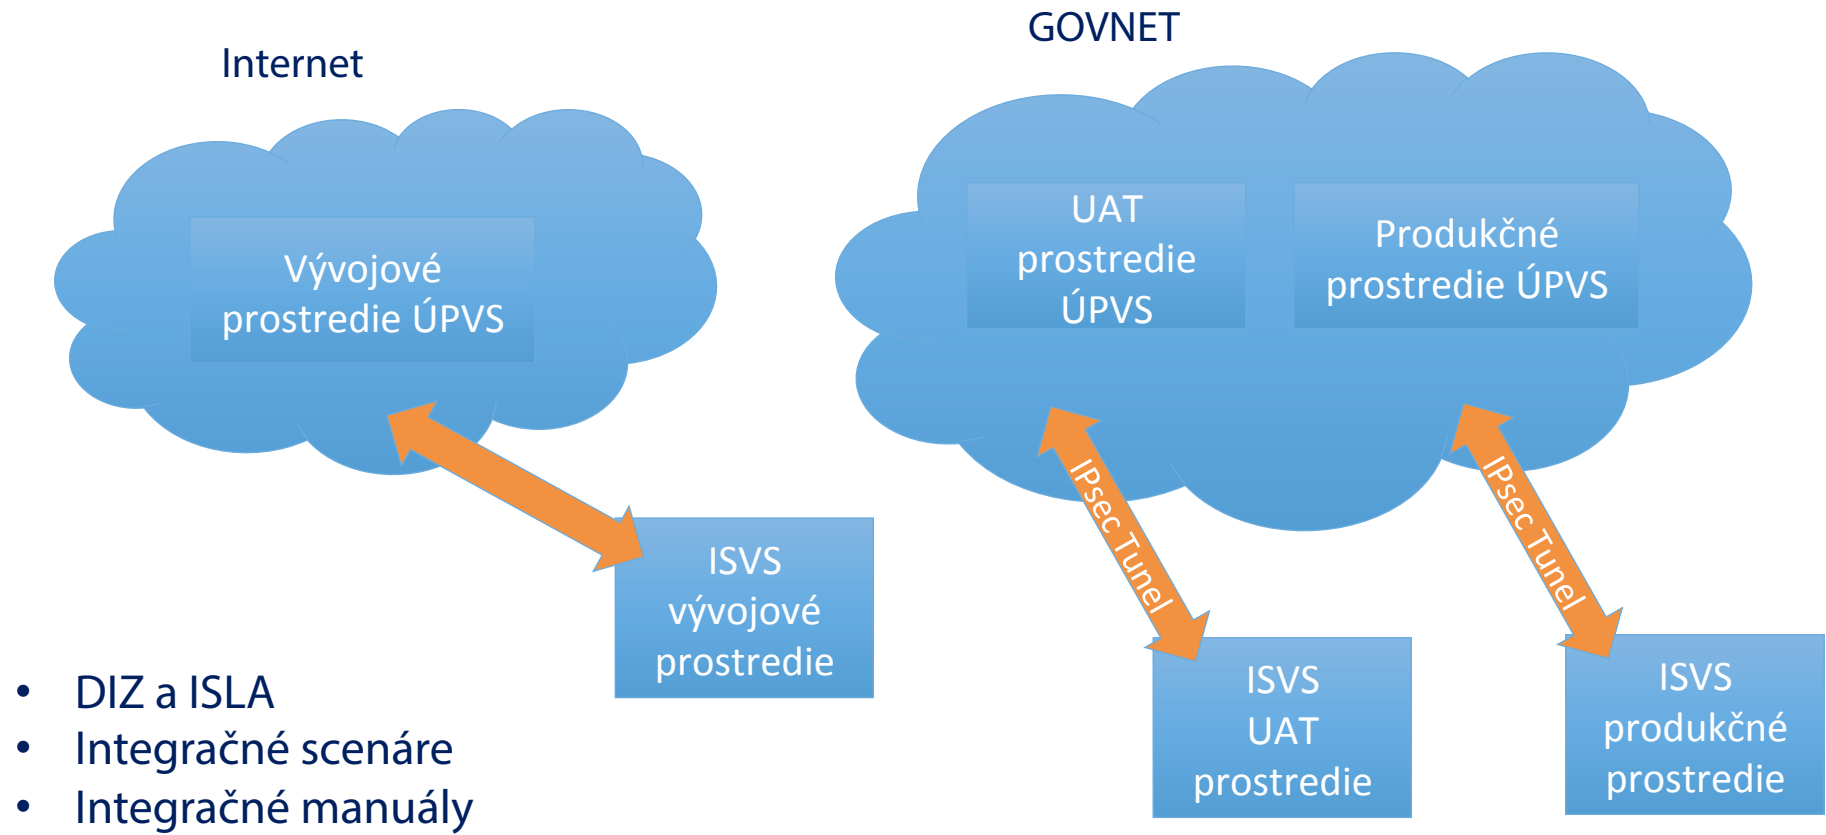 Internet
GOVNET
Vývojové
prostredie ÚPVS
UAT
prostredie
ÚPVS
Produkčné
prostredie ÚPVS
IPsec Tunel
IPsec Tunel
ISVS
vývojové
prostredie
ISVS
UAT
prostredie
ISVS
produkčné
prostredie
• DIZ a ISLA
• Integračné scenáre
• Integračné manuály